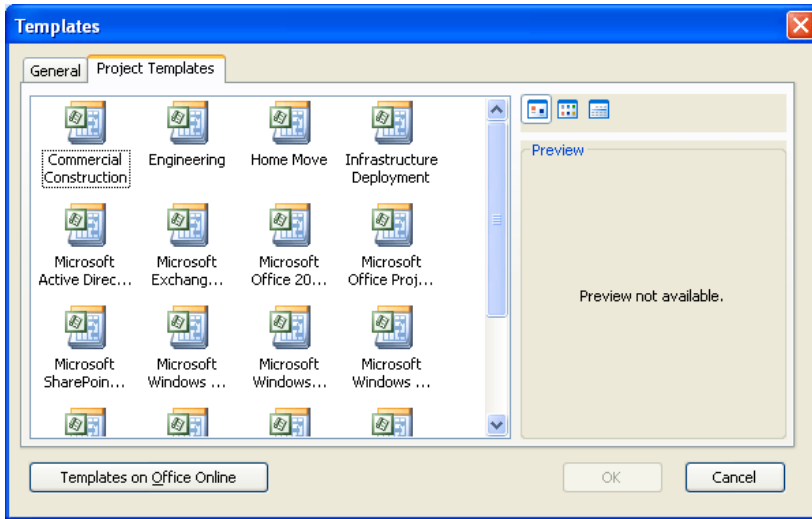 Templates
General
Project Templates
Commercial Construction
Engineering
Home Move
Infrastructure Deployment
Preview
Microsoft Active Direc...
Microsoft Exchang...
Microsoft Office 20...
Microsoft Office Proj...
Preview not available.
Microsoft SharePoin...
Microsoft Windows ...
Microsoft Windows...
Microsoft Windows ...
Templates on Office Online
OK
Cancel